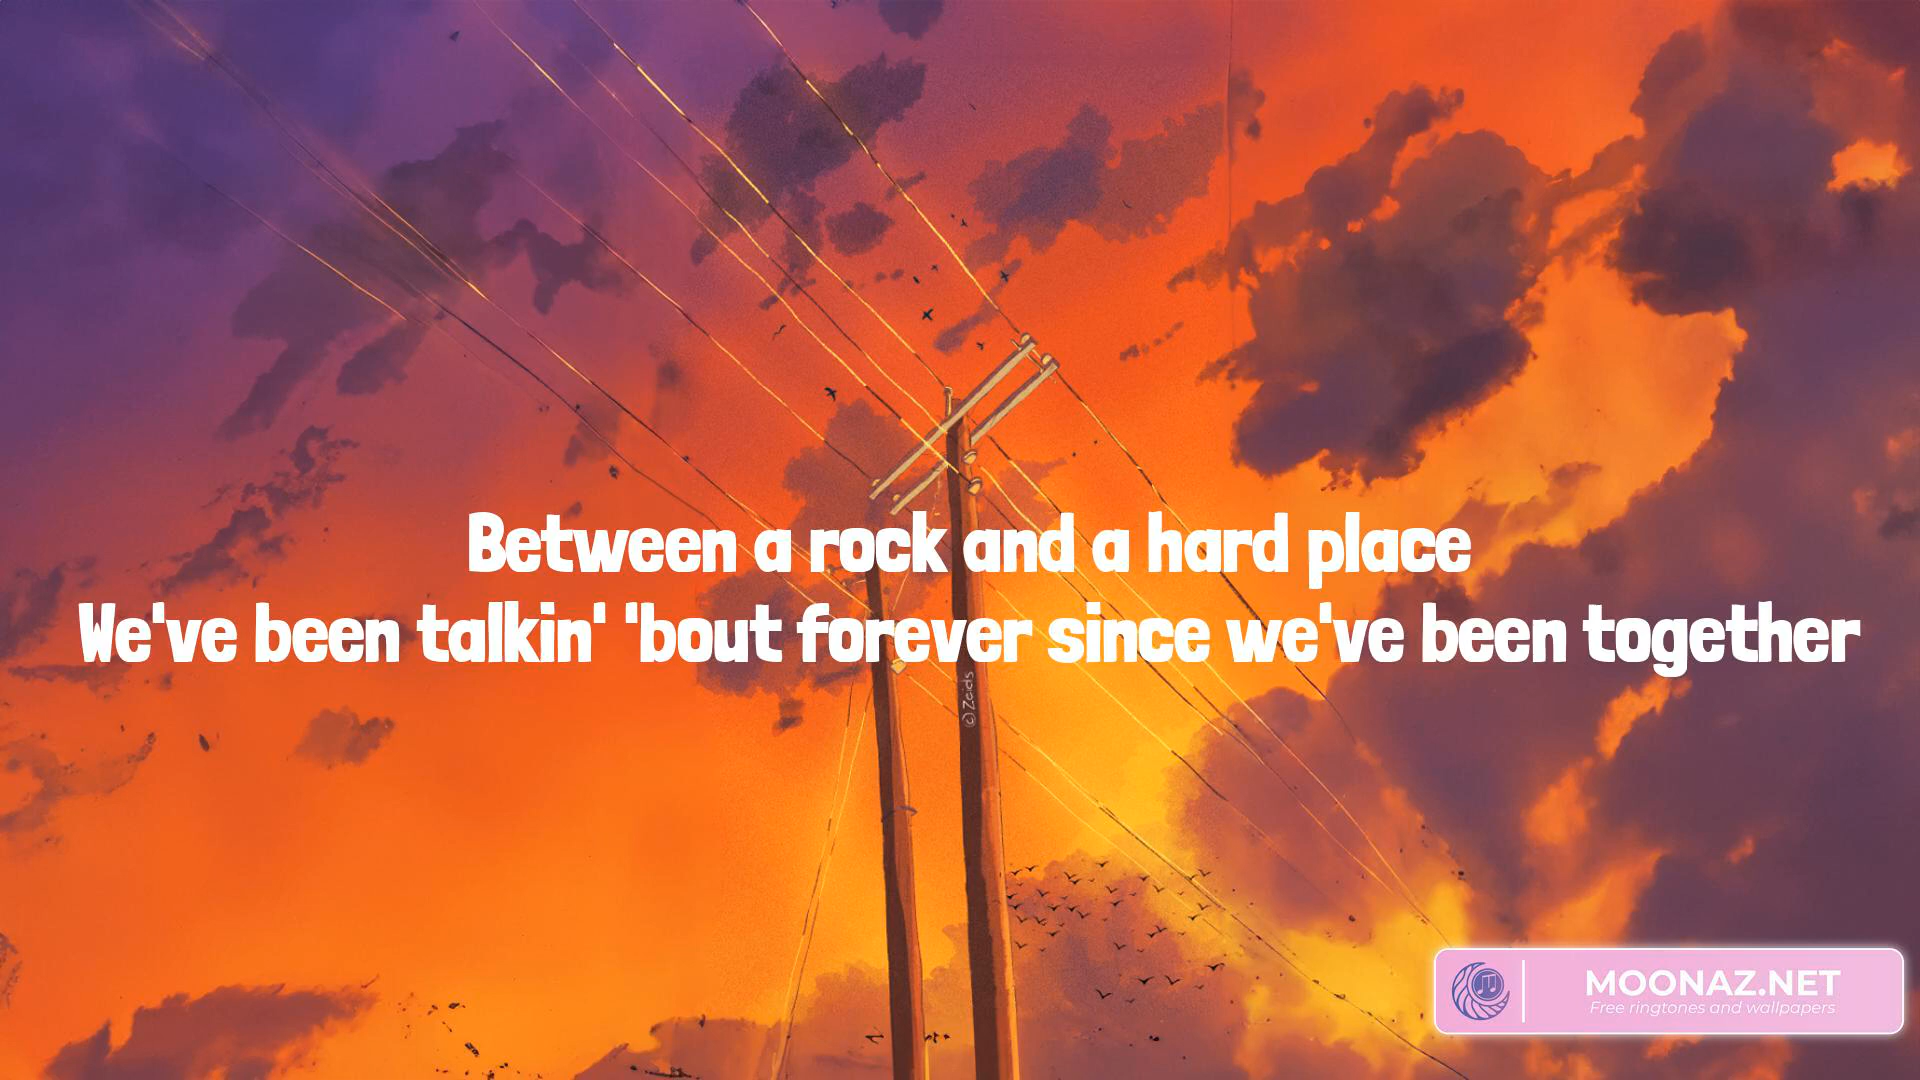 Between a rock and a hard place
We've been talkin' 'bout forever since we've been together
© Zaids
MOONAZ.NET
Free ringtones and wallpapers